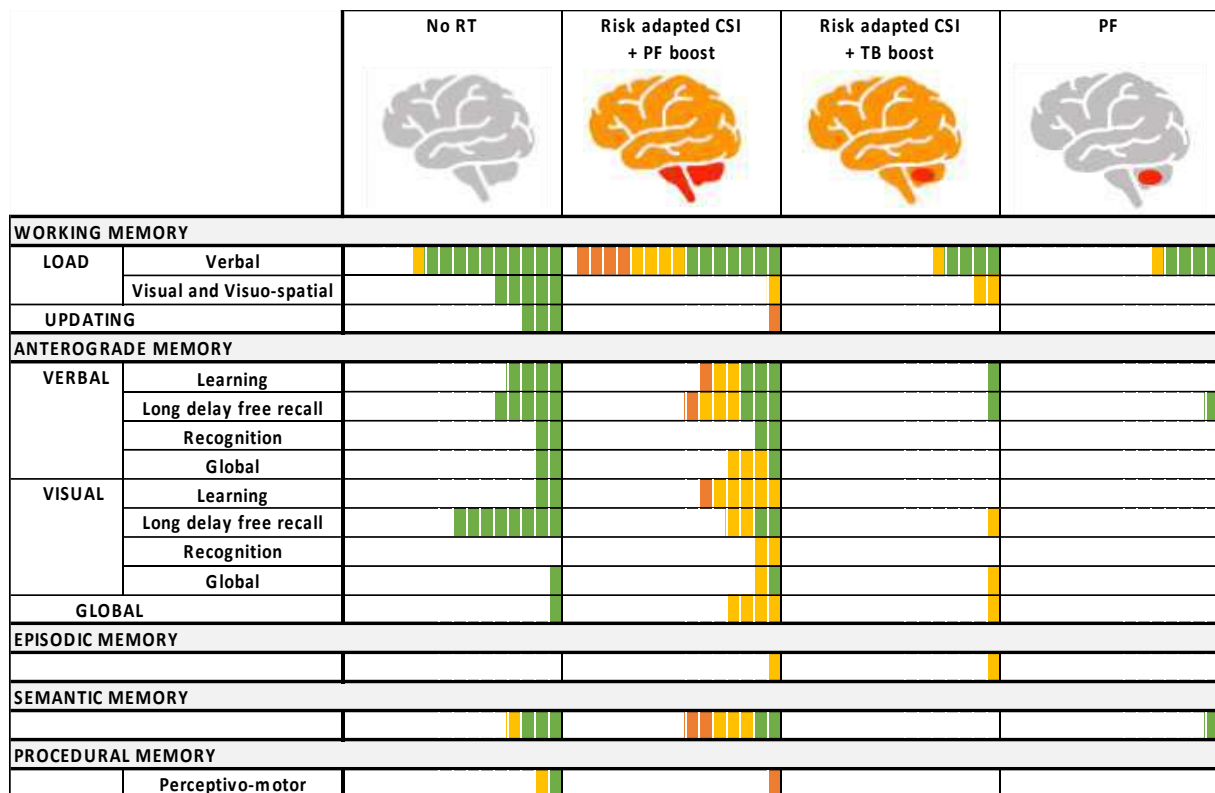 No RT
Risk adapted CSI
+ PF boost
Risk adapted CSI
+ TB boost
PF
WORKING MEMORY
LOAD
Verbal
Visual and Visuo-spatial
UPDATING
ANTEROGRADE MEMORY
VERBAL
Learning
Long delay free recall
Recognition
Global
VISUAL
Learning
Long delay free recall
Recognition
Global
GLOBAL
EPISODIC MEMORY
SEMANTIC MEMORY
PROCEDURAL MEMORY
Perceptivo-motor